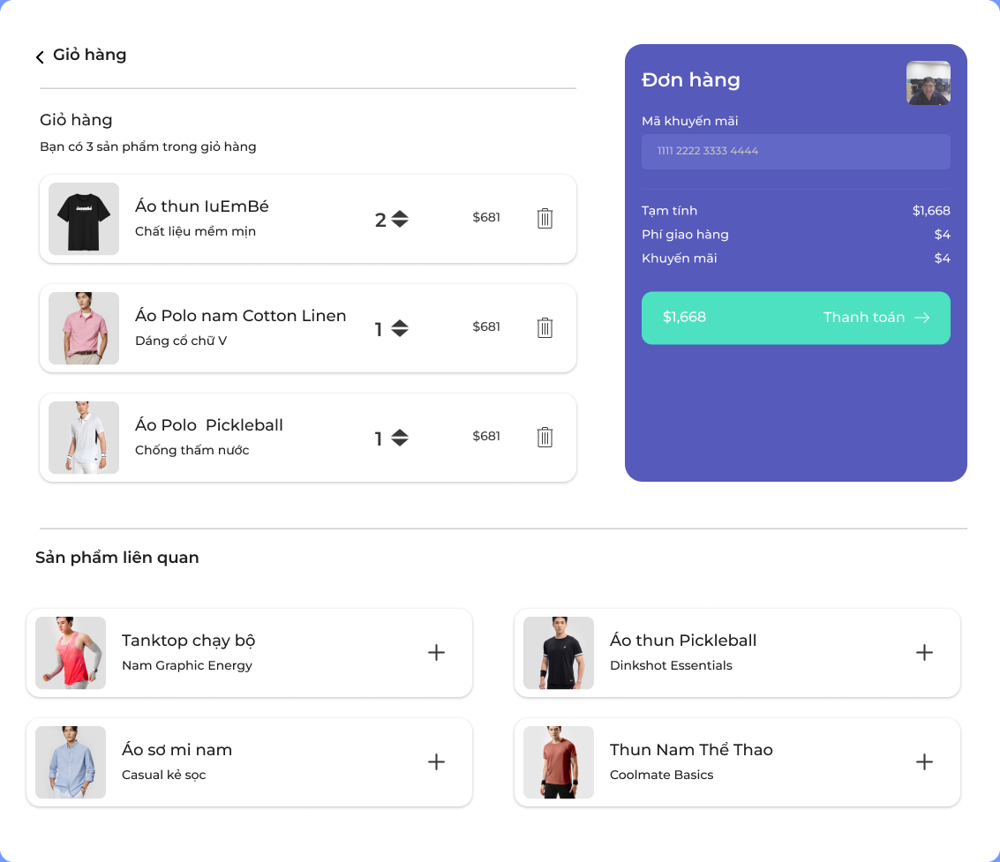 Giỏ hàng
Giỏ hàng
Bạn có 3 sản phẩm trong giỏ hàng
Áo thun IuEmBé
Chất liệu mềm mịn
2
$681
Áo Polo nam Cotton Linen
Dáng cổ chữ V
1
$681
Áo Polo  Pickleball
Chống thấm nước
1
$681
Đơn hàng
Mã khuyến mãi
1111 2222 3333 4444
Tạm tính $1,668
Phí giao hàng $4
Khuyến mãi $4
$1,668 Thanh toán
Sản phẩm liên quan
Tanktop chạy bộ
Nam Graphic Energy
Áo thun Pickleball
Dinkshot Essentials
Áo sơ mi nam
Casual kẻ sọc
Thun Nam Thể Thao
Coolmate Basics